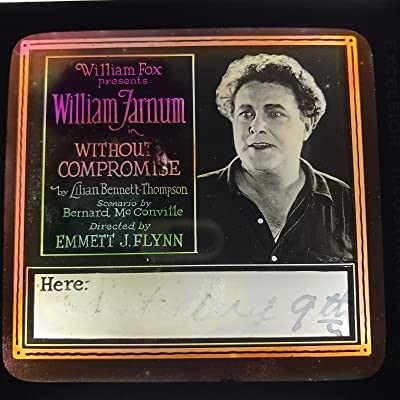 William Fox
presents
William Farnum
in
WITHOUT
COMPROMISE
by Lilian Bennett-Thompson
Scenario by
Bernard McConville
Directed by
EMMETT J. FLYNN
Here:
9th